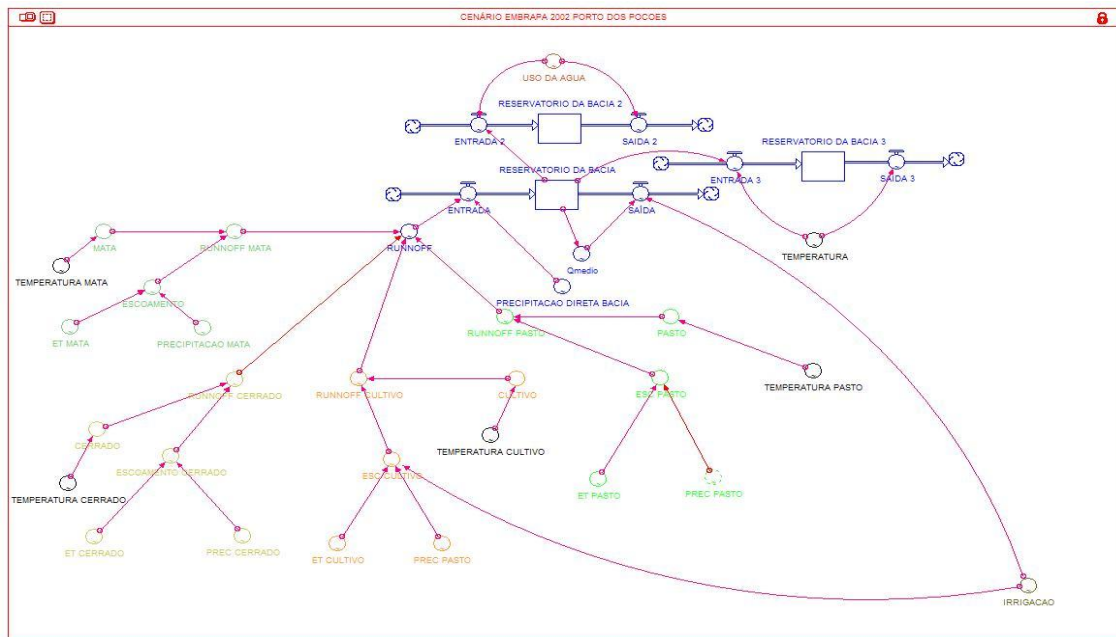 CENÁRIO EMBRAPA 2002 PORTO DOS POCOES
USO DA AGUA
RESERVATORIO DA BACIA 2
ENTRADA 2
SAIDA 2
RESERVATORIO DA BACIA 3
ENTRADA 3
SAIDA 3
RESERVATORIO DA BACIA
ENTRADA
SAÍDA
MATA
RUNNOFF MATA
RUNNOFF
TEMPERATURA
Qmedio
TEMPERATURA MATA
ESCOAMENTO
PRECIPITACAO DIRETA BACIA
ET MATA
PRECIPITACAO MATA
RUNNOFF PASTO
PASTO
TEMPERATURA PASTO
RUNNOFF CERRADO
RUNNOFF CULTIVO
CULTIVO
ESC PASTO
CERRADO
TEMPERATURA CULTIVO
ESCOAMENTO CERRADO
ESC CULTIVO
TEMPERATURA CERRADO
ET PASTO
PREC PASTO
ET CERRADO
PREC CERRADO
ET CULTIVO
PREC PASTO
IRRIGACAO